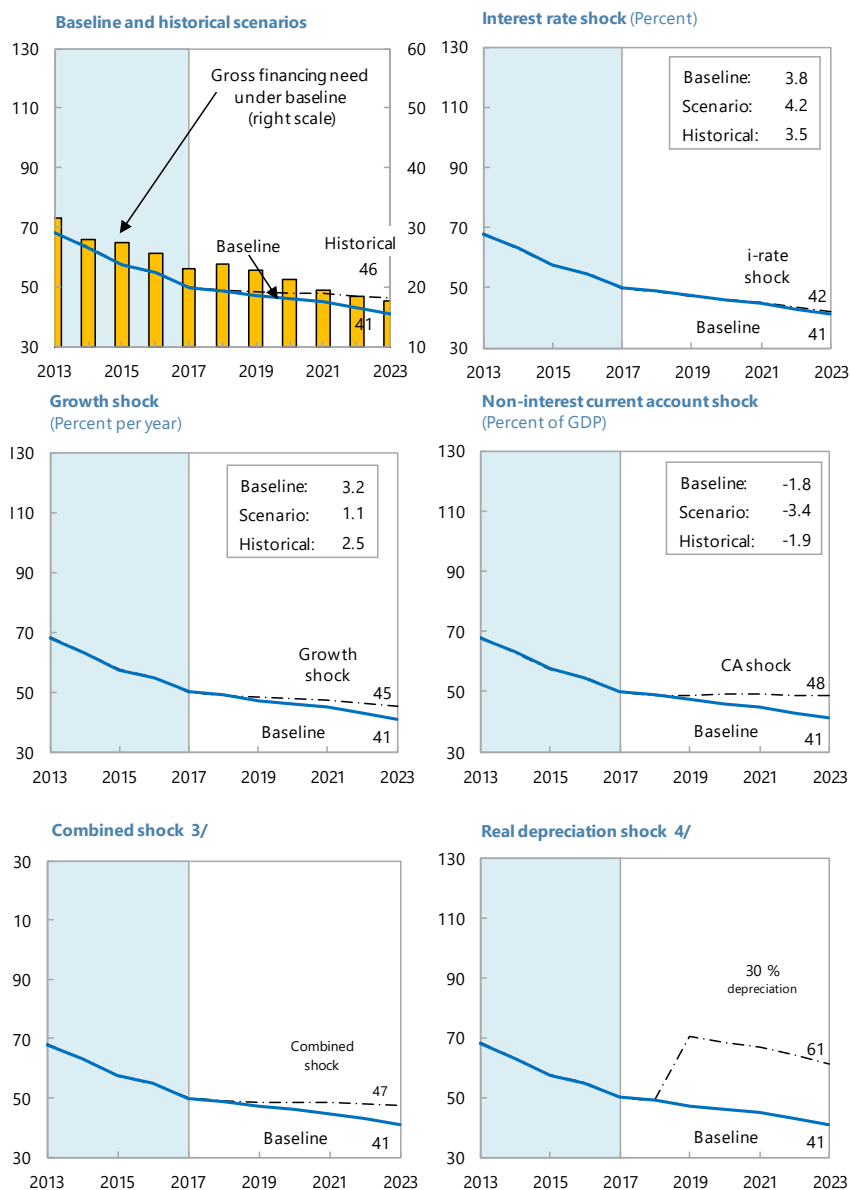 Baseline and historical scenarios
130
110
90
70
50
30
60
50
40
30
20
10
Gross financing need
under baseline
(right scale)
Baseline
Historical
46
41
2013 2015 2017 2019 2021 2023
Interest rate shock (Percent)
130
110
90
70
50
30
Baseline: 3.8
Scenario: 4.2
Historical: 3.5
i-rate
shock
42
Baseline
41
2013 2015 2017 2019 2021 2023
Growth shock
(Percent per year)
130
110
90
70
50
30
Baseline: 3.2
Scenario: 1.1
Historical: 2.5
Growth
shock
45
Baseline
41
2013 2015 2017 2019 2021 2023
Non-interest current account shock
(Percent of GDP)
130
110
90
70
50
30
Baseline: -1.8
Scenario: -3.4
Historical: -1.9
CA shock
48
Baseline
41
2013 2015 2017 2019 2021 2023
Combined shock 3/
30
10
90
70
50
30
Combined
shock
47
Baseline
41
2013 2015 2017 2019 2021 2023
Real depreciation shock 4/
130
110
90
70
50
30
30 %
depreciation
61
Baseline
41
2013 2015 2017 2019 2021 2023